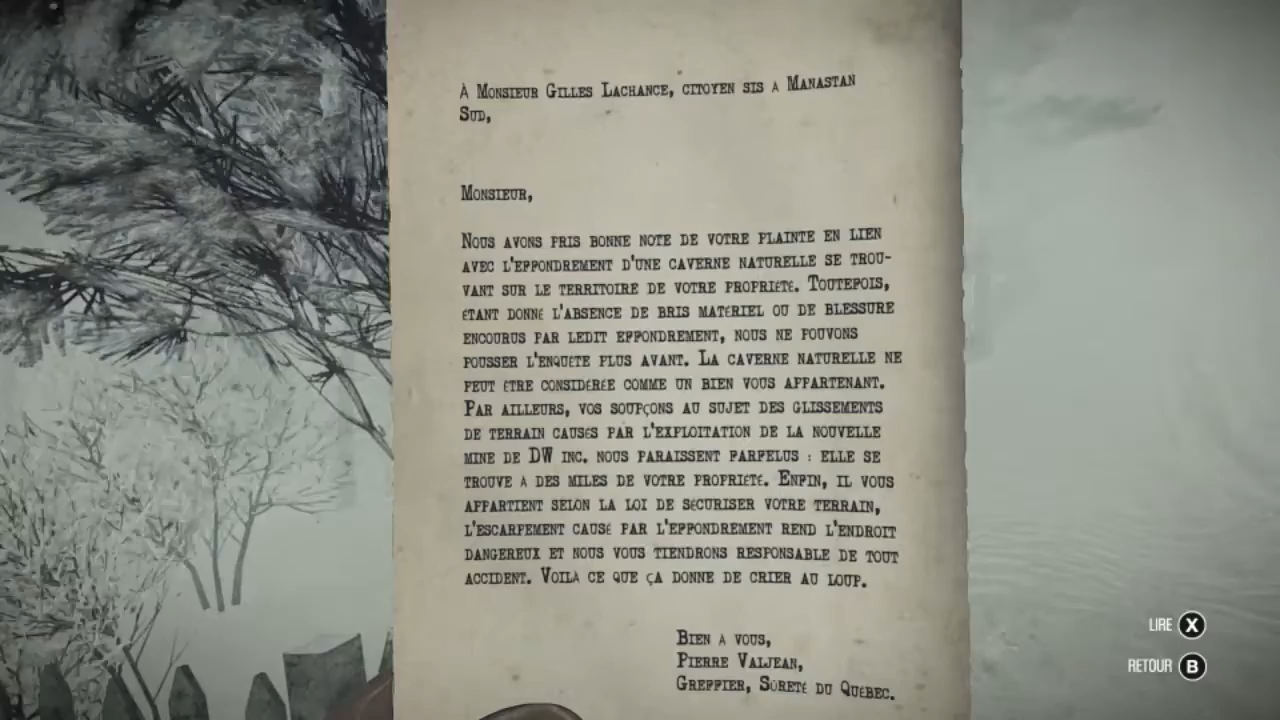 À Monsieur Gilles Lachance, citoyen sis a Manastan
Sud,
Monsieur,
Nous avons pris bonne note de votre plainte en lien
avec l'effondrement d'une caverne naturelle se trou-
vant sur le territoire de votre propriété. Toutefois,
étant donné l'absence de bris matériel ou de blessure
encourus par ledit effondrement, nous ne pouvons
pousser l'enquête plus avant. La caverne naturelle ne
peut être considérée comme un bien vous appartenant.
Par ailleurs, vos soupçons au sujet des glissements
de terrain causés par l'exploitation de la nouvelle
mine de DW inc. nous paraissent farfelus : elle se
trouve à des miles de votre propriété. Enfin, il vous
appartient selon la loi de sécuriser votre terrain,
l'escarpement causé par l'effondrement rend l'endroit
dangereux et nous vous tiendrons responsable de tout
accident. Voilà ce que ça donne de crier au loup.
Bien à vous,
Pierre Valjean,
Greffier, Sûreté du Québec.
LIRE X
RETOUR B